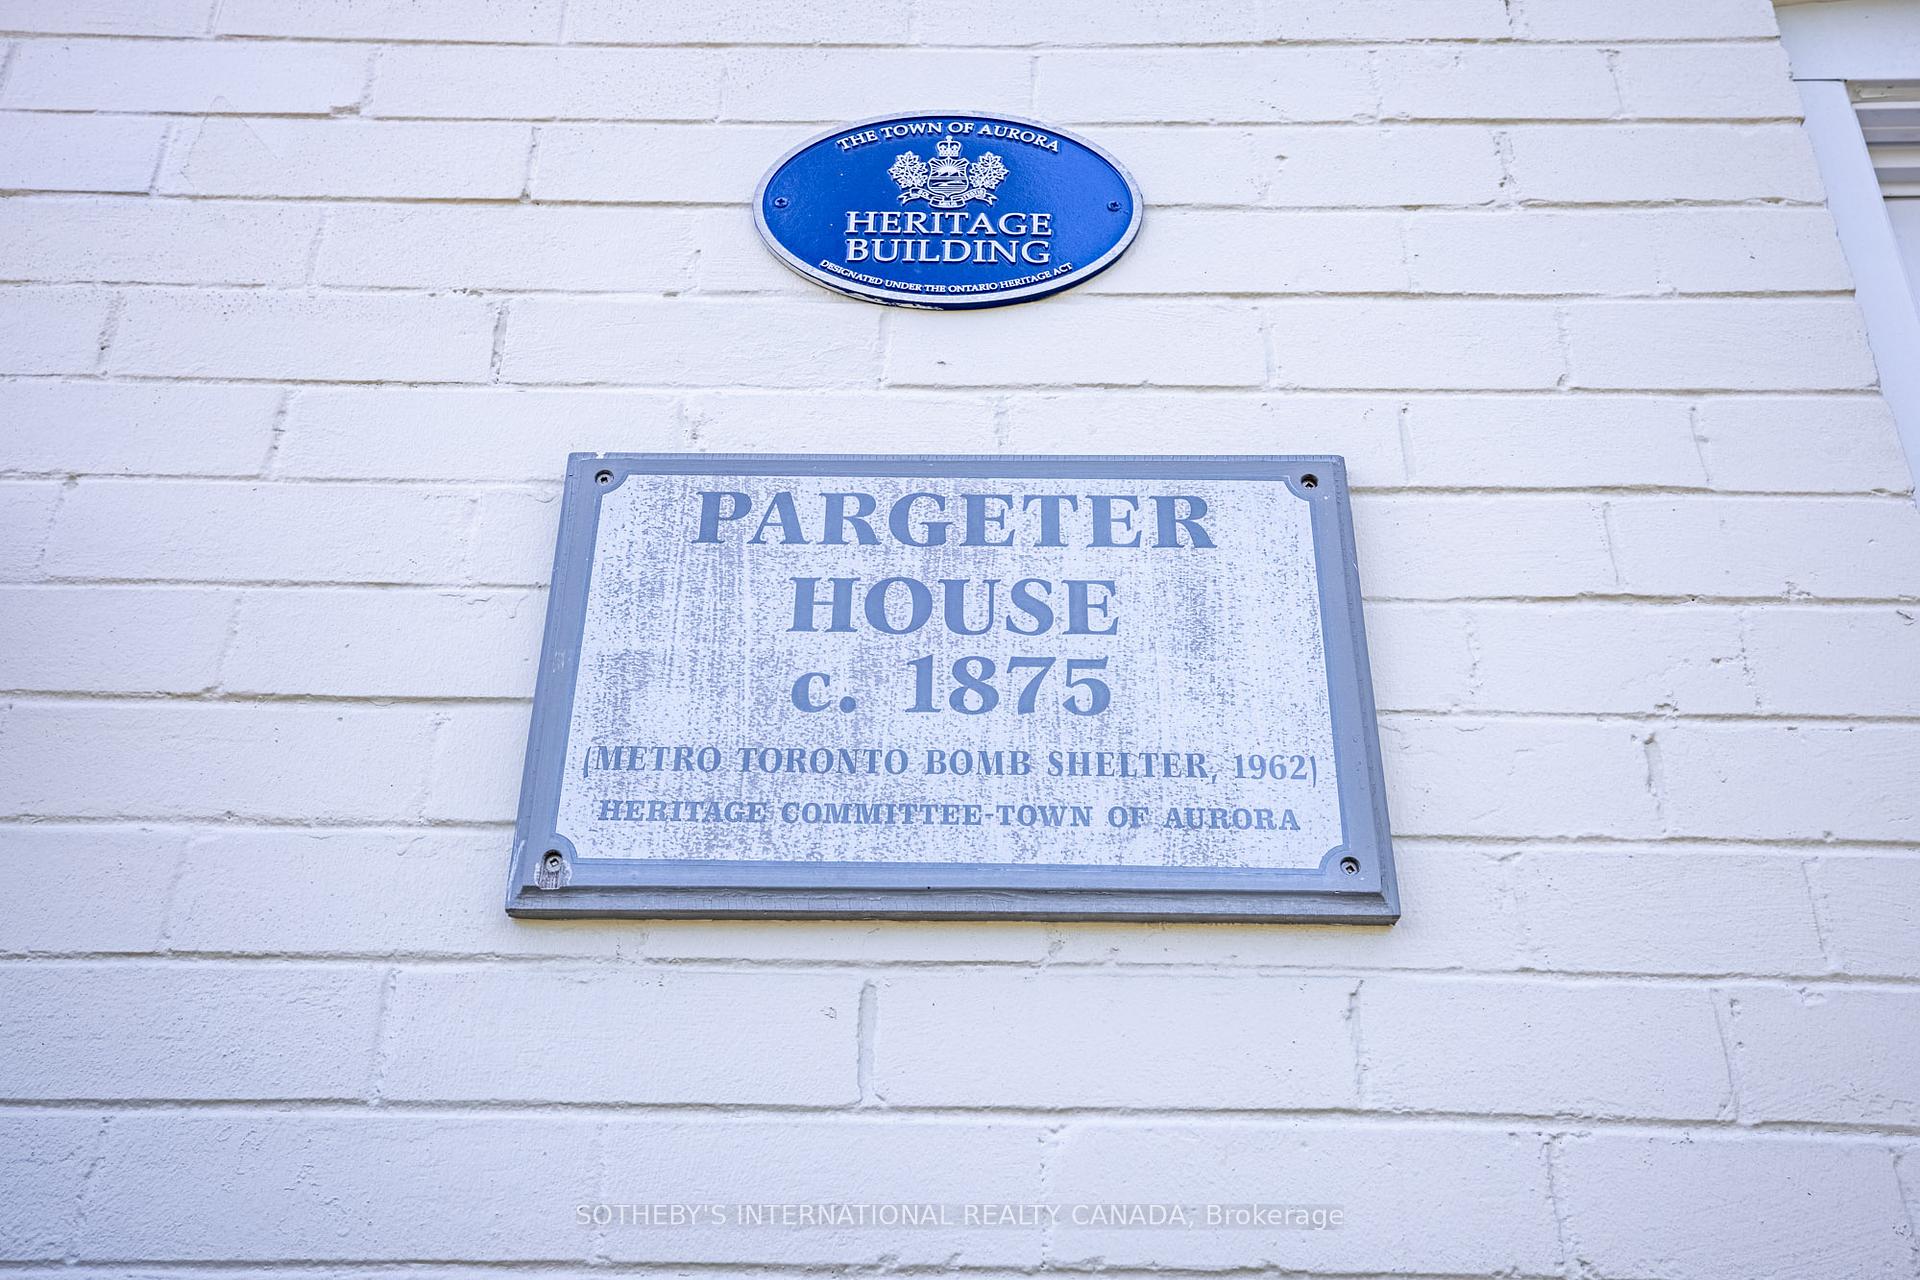 THE TOWN OF AURORA
HERITAGE
BUILDING
DESIGNATED UNDER THE ONTARIO HERITAGE ACT
PARGETER
HOUSE
c. 1875
(METRO TORONTO BOMB SHELTER, 1962)
HERITAGE COMMITTEE-TOWN OF AURORA
SOTHEBY'S INTERNATIONAL REALTY CANADA, Brokerage